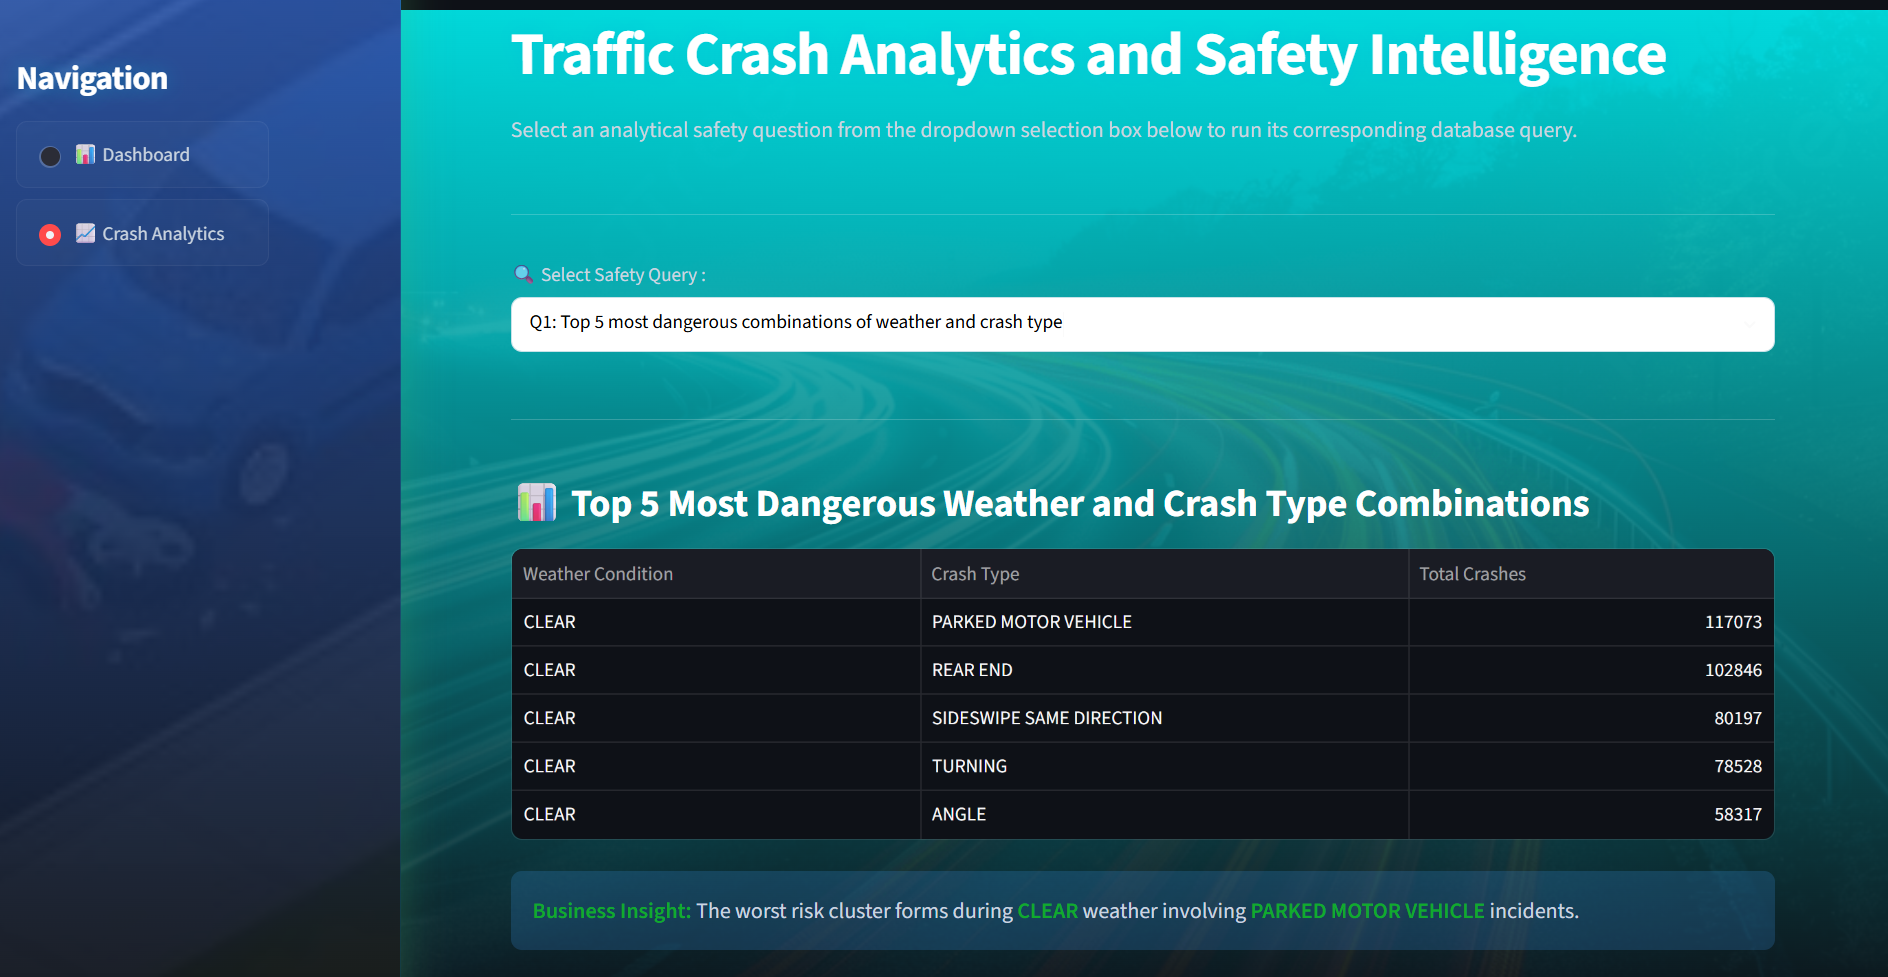 Navigation
Dashboard
Crash Analytics
Traffic Crash Analytics and Safety Intelligence
Select an analytical safety question from the dropdown selection box below to run its corresponding database query.
Select Safety Query :
Q1: Top 5 most dangerous combinations of weather and crash type
Top 5 Most Dangerous Weather and Crash Type Combinations
Weather Condition Crash Type Total Crashes
CLEAR PARKED MOTOR VEHICLE 117073
CLEAR REAR END 102846
CLEAR SIDESWIPE SAME DIRECTION 80197
CLEAR TURNING 78528
CLEAR ANGLE 58317
Business Insight: The worst risk cluster forms during CLEAR weather involving PARKED MOTOR VEHICLE incidents.